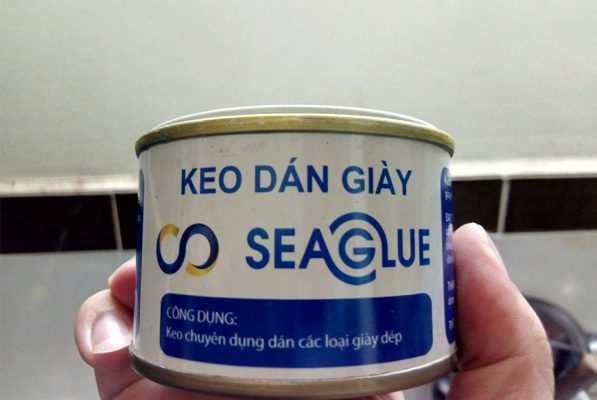 KEO DÁN GIÀY
SEAGLUE
CÔNG DỤNG:
Keo chuyên dụng dán các loại giày dép